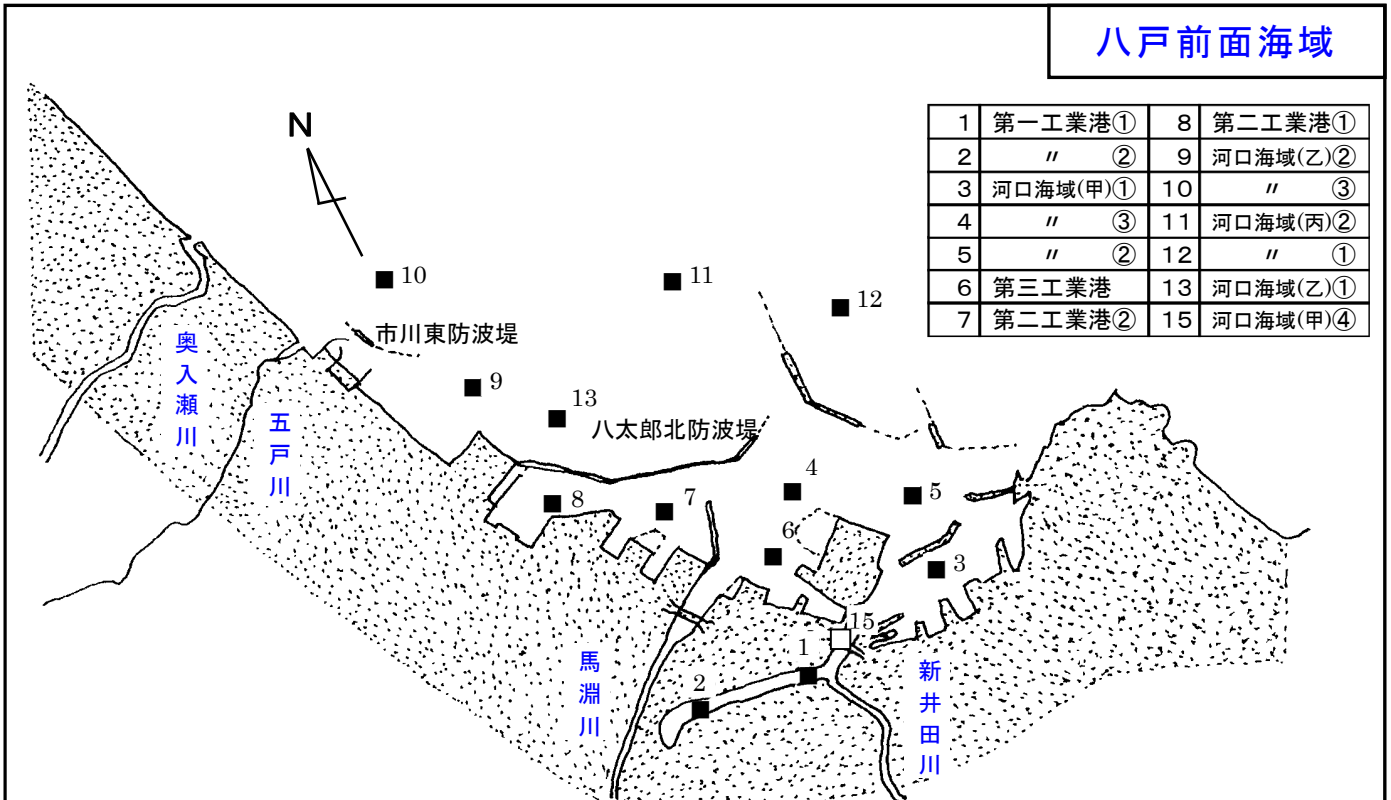 八戸前面海域
N
1 第一工業港① 8 第二工業港①
2 〃 ② 9 河口海域(乙)②
3 河口海域(甲)① 10 〃 ③
4 〃 ③ 11 河口海域(丙)②
5 〃 ② 12 〃 ①
6 第三工業港 13 河口海域(乙)①
7 第二工業港② 15 河口海域(甲)④
10
11
12
市川東防波堤
奥入瀬川
五戸川
9
13
八太郎北防波堤
4
5
8
7
6
3
15
1
2
馬淵川
新井田川